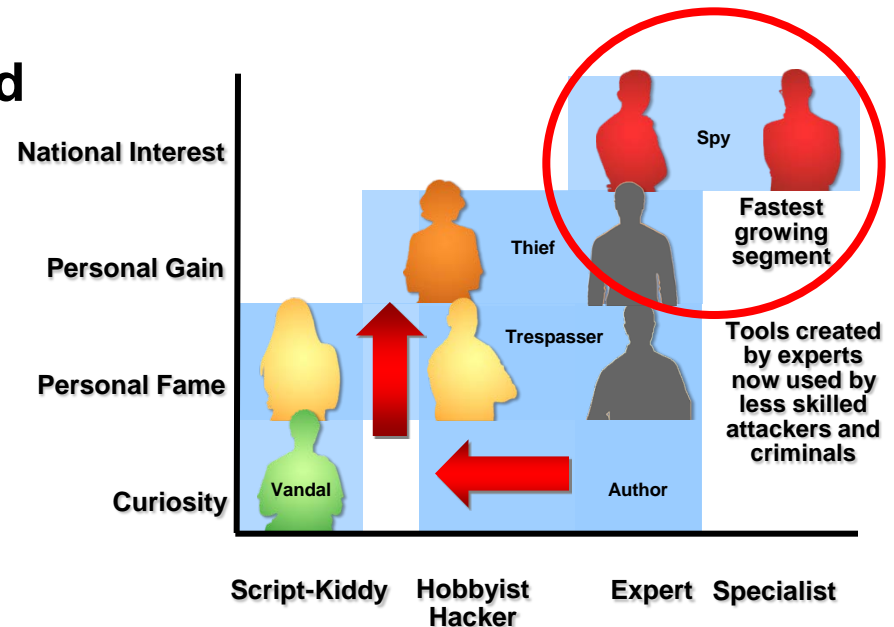 d
National Interest
Spy
Fastest
growing
segment
Personal Gain
Thief
Personal Fame
Trespasser
Tools created
by experts
now used by
less skilled
attackers and
criminals
Curiosity
Vandal
Author
Script-Kiddy
Hobbyist
Hacker
Expert
Specialist